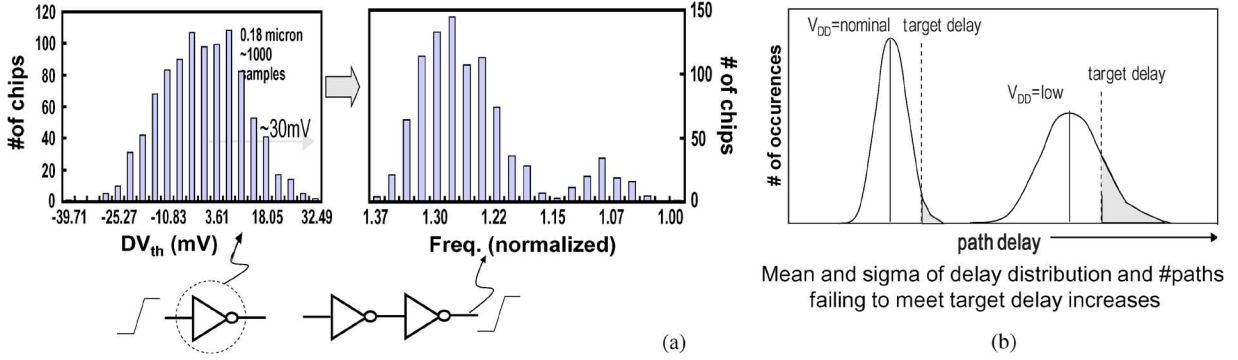 120
100
80
60
40
20
0
#of chips
0.18 micron
~1000
samples
~30mV
-39.71 -25.27 -10.83 3.61 18.05 32.49
DVth (mV)
150
100
50
0
# of chips
1.37 1.30 1.22 1.15 1.07 1.00
Freq. (normalized)
(a)
# of occurences
VDD=nominal target delay
target delay
VDD=low
path delay
Mean and sigma of delay distribution and #paths
failing to meet target delay increases
(b)